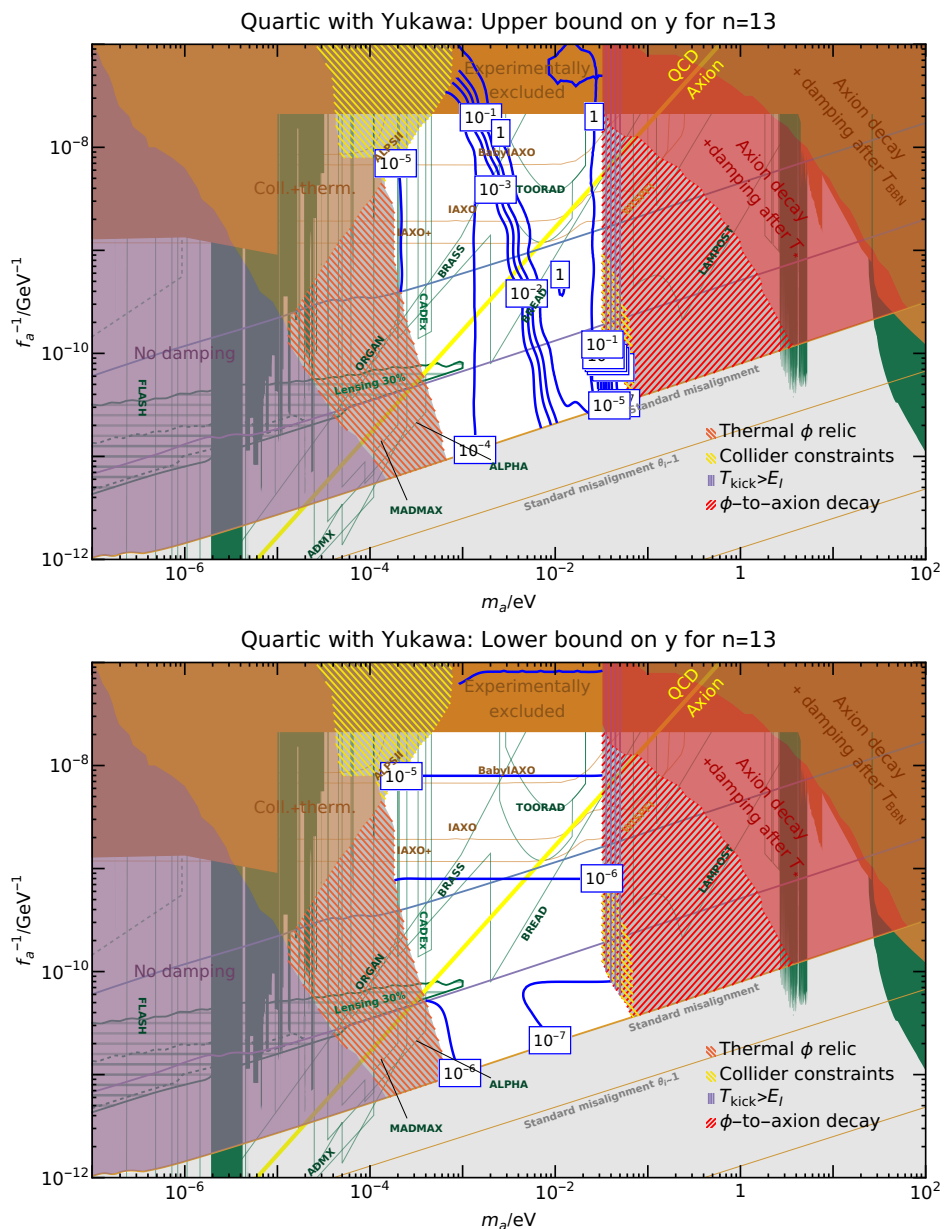 Quartic with Yukawa: Upper bound on y for n=13
Experimentally
excluded
QCD
Axion
Axion decay
+ damping after T_BBN
Axion decay
+damping after T_*
10⁻¹
1
1
ALPSII
10⁻⁵
BabyIAXO
Coll.+therm.
10⁻³
TOORAD
IAXO
IAXO+
BRASS
LAMPOST
CADEx
1
10⁻²
BREAD
No damping
ORGAN
10⁻¹
Lensing 30%
FLASH
10⁻⁵
Standard misalignment
10⁻⁴
ALPHA
Standard misalignment θᵢ~1
MADMAX
ADMX
Thermal ϕ relic
Collider constraints
T_kick>E_I
ϕ−to−axion decay
10⁻⁸
10⁻¹⁰
10⁻¹²
f_a⁻¹/GeV⁻¹
10⁻⁶
10⁻⁴
10⁻²
1
10²
m_a/eV
Quartic with Yukawa: Lower bound on y for n=13
Experimentally
excluded
QCD
Axion
Axion decay
+ damping after T_BBN
Axion decay
+damping after T_*
ALPSII
10⁻⁵
BabyIAXO
Coll.+therm.
TOORAD
IAXO
IAXO+
10⁻⁶
BRASS
LAMPOST
CADEx
BREAD
No damping
ORGAN
Lensing 30%
FLASH
Standard misalignment
10⁻⁷
10⁻⁶
ALPHA
Standard misalignment θᵢ~1
MADMAX
ADMX
Thermal ϕ relic
Collider constraints
T_kick>E_I
ϕ−to−axion decay
10⁻⁸
10⁻¹⁰
10⁻¹²
f_a⁻¹/GeV⁻¹
10⁻⁶
10⁻⁴
10⁻²
1
10²
m_a/eV